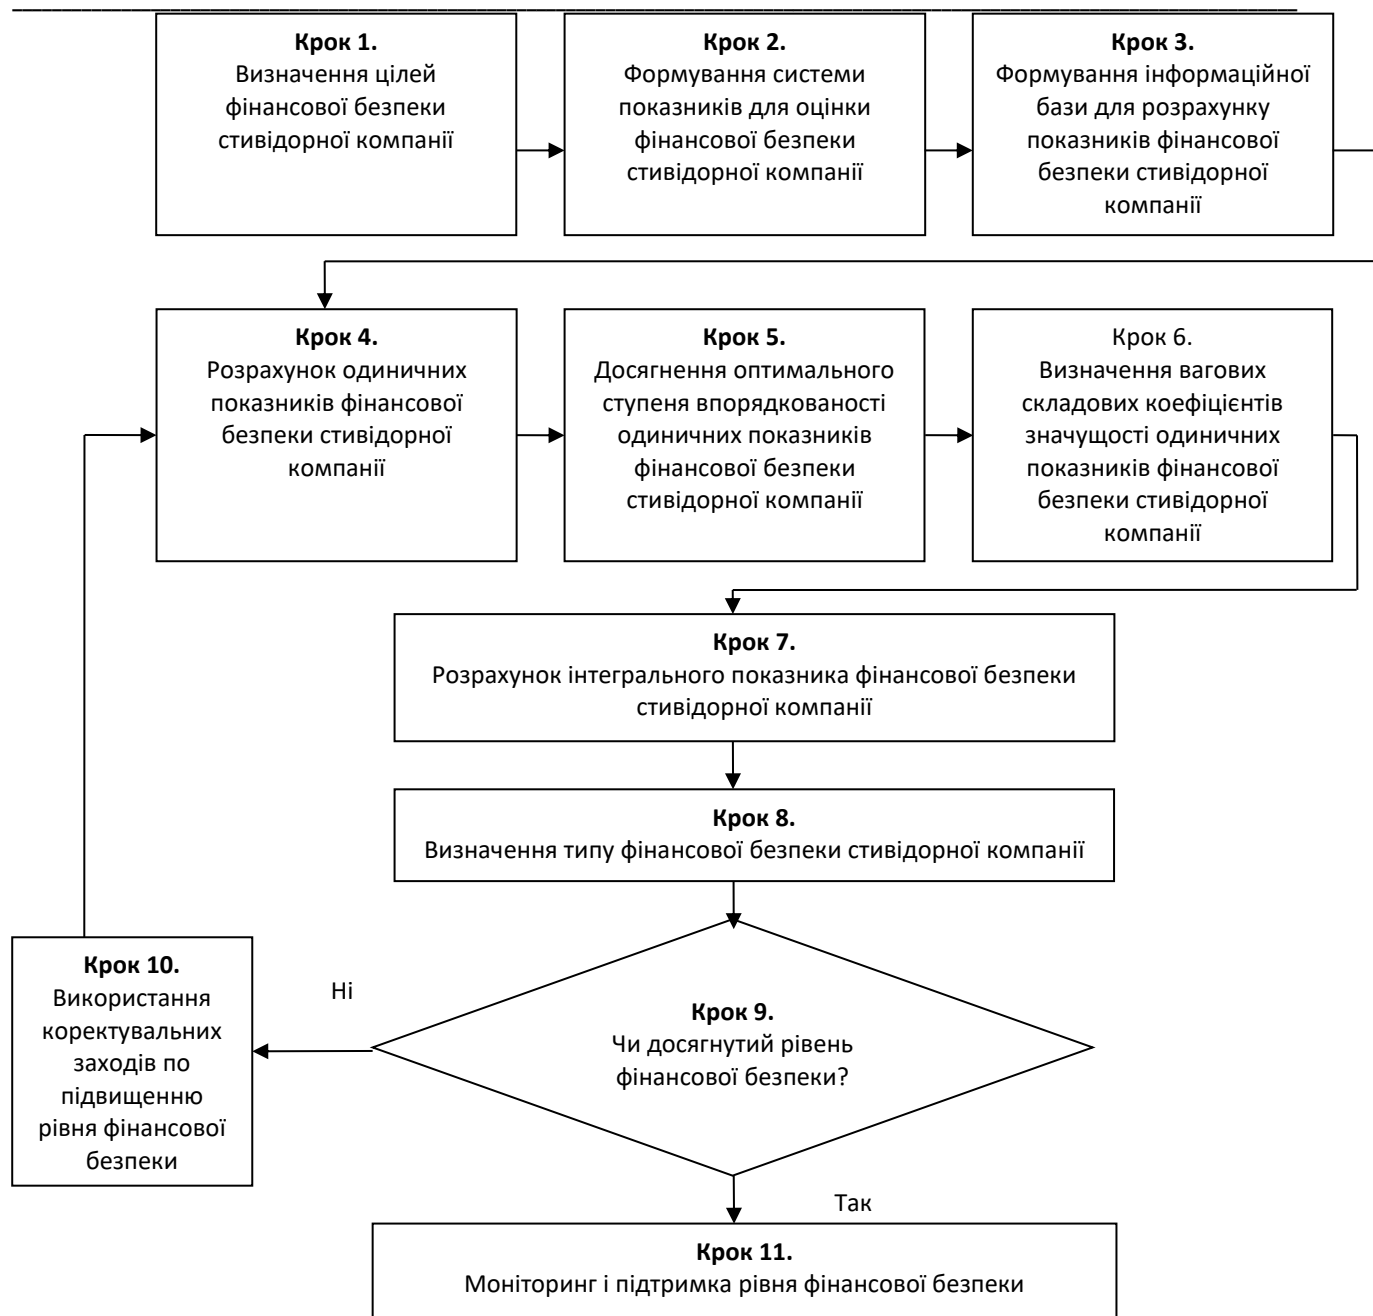 Крок 1.
Визначення цілей
фінансової безпеки
стивідорної компанії
Крок 2.
Формування системи
показників для оцінки
фінансової безпеки
стивідорної компанії
Крок 3.
Формування інформаційної
бази для розрахунку
показників фінансової
безпеки стивідорної
компанії
Крок 4.
Розрахунок одиничних
показників фінансової
безпеки стивідорної
компанії
Крок 5.
Досягнення оптимального
ступеня впорядкованості
одиничних показників
фінансової безпеки
стивідорної компанії
Крок 6.
Визначення вагових
складових коефіцієнтів
значущості одиничних
показників фінансової
безпеки стивідорної
компанії
Крок 7.
Розрахунок інтегрального показника фінансової безпеки
стивідорної компанії
Крок 8.
Визначення типу фінансової безпеки стивідорної компанії
Крок 9.
Чи досягнутий рівень
фінансової безпеки?
Ні
Крок 10.
Використання
коректувальних
заходів по
підвищенню
рівня фінансової
безпеки
Так
Крок 11.
Моніторинг і підтримка рівня фінансової безпеки